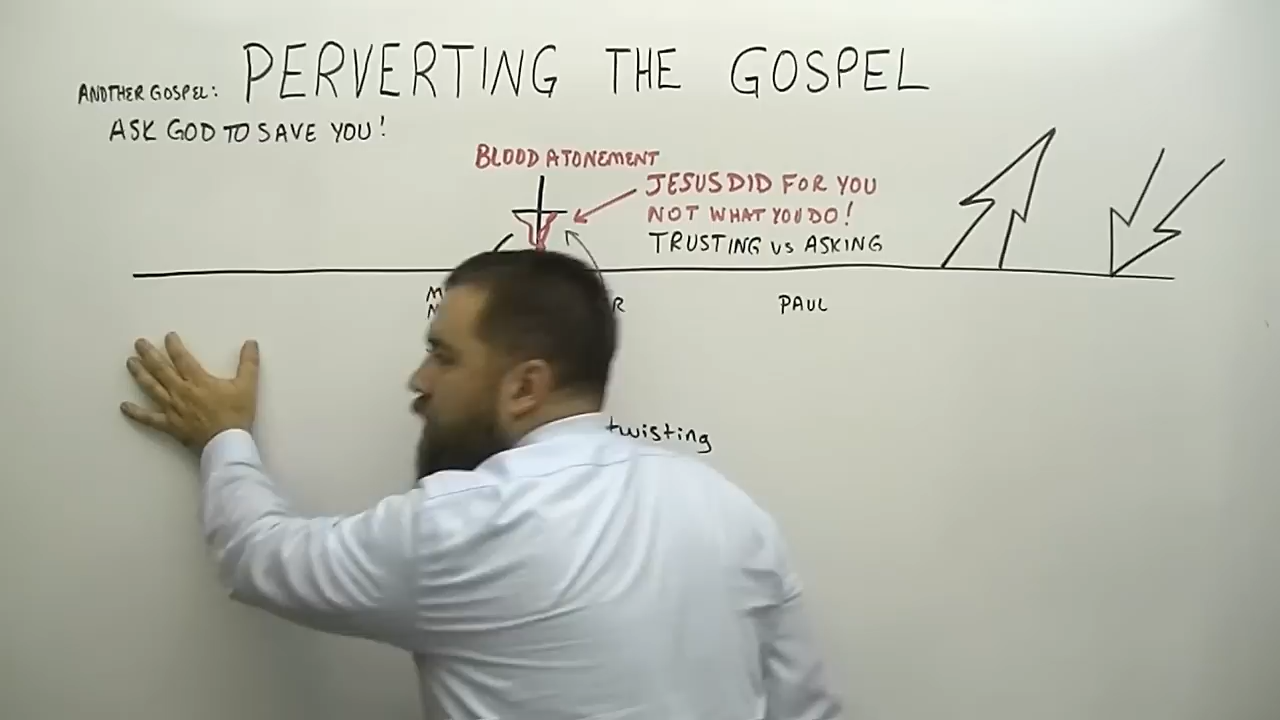 PERVERTING THE GOSPEL
ANOTHER GOSPEL:
ASK GOD TO SAVE YOU!
BLOOD ATONEMENT
JESUS DID FOR YOU
NOT WHAT YOU DO!
TRUSTING VS ASKING
PAUL
twisting